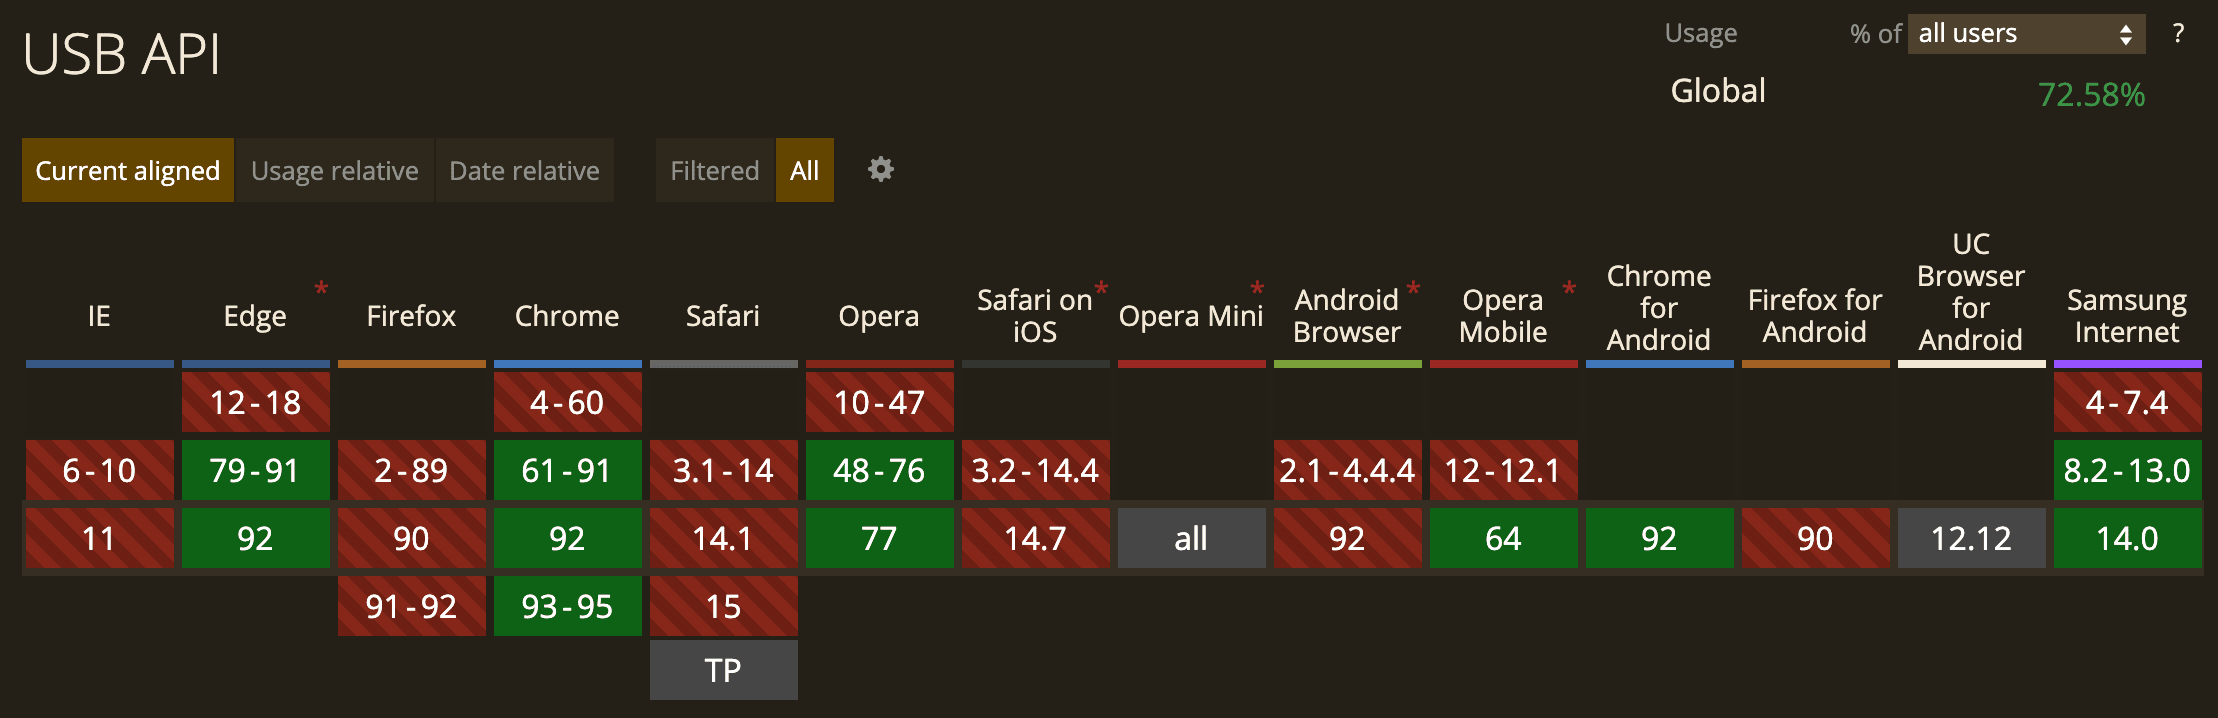 USB API
Usage % of all users ?
Global 72.58%
Current aligned Usage relative Date relative Filtered All
IE
Edge *
Firefox
Chrome
Safari
Opera
Safari on *
iOS
Opera Mini *
Android *
Browser
Opera *
Mobile
Chrome
for
Android
Firefox for
Android
UC
Browser
for
Android
Samsung
Internet
12-18 4-60 10-47 4-7.4
6-10 79-91 2-89 61-91 3.1-14 48-76 3.2-14.4 2.1-4.4.4 12-12.1 8.2-13.0
11 92 90 92 14.1 77 14.7 all 92 64 92 90 12.12 14.0
91-92 93-95 15
TP